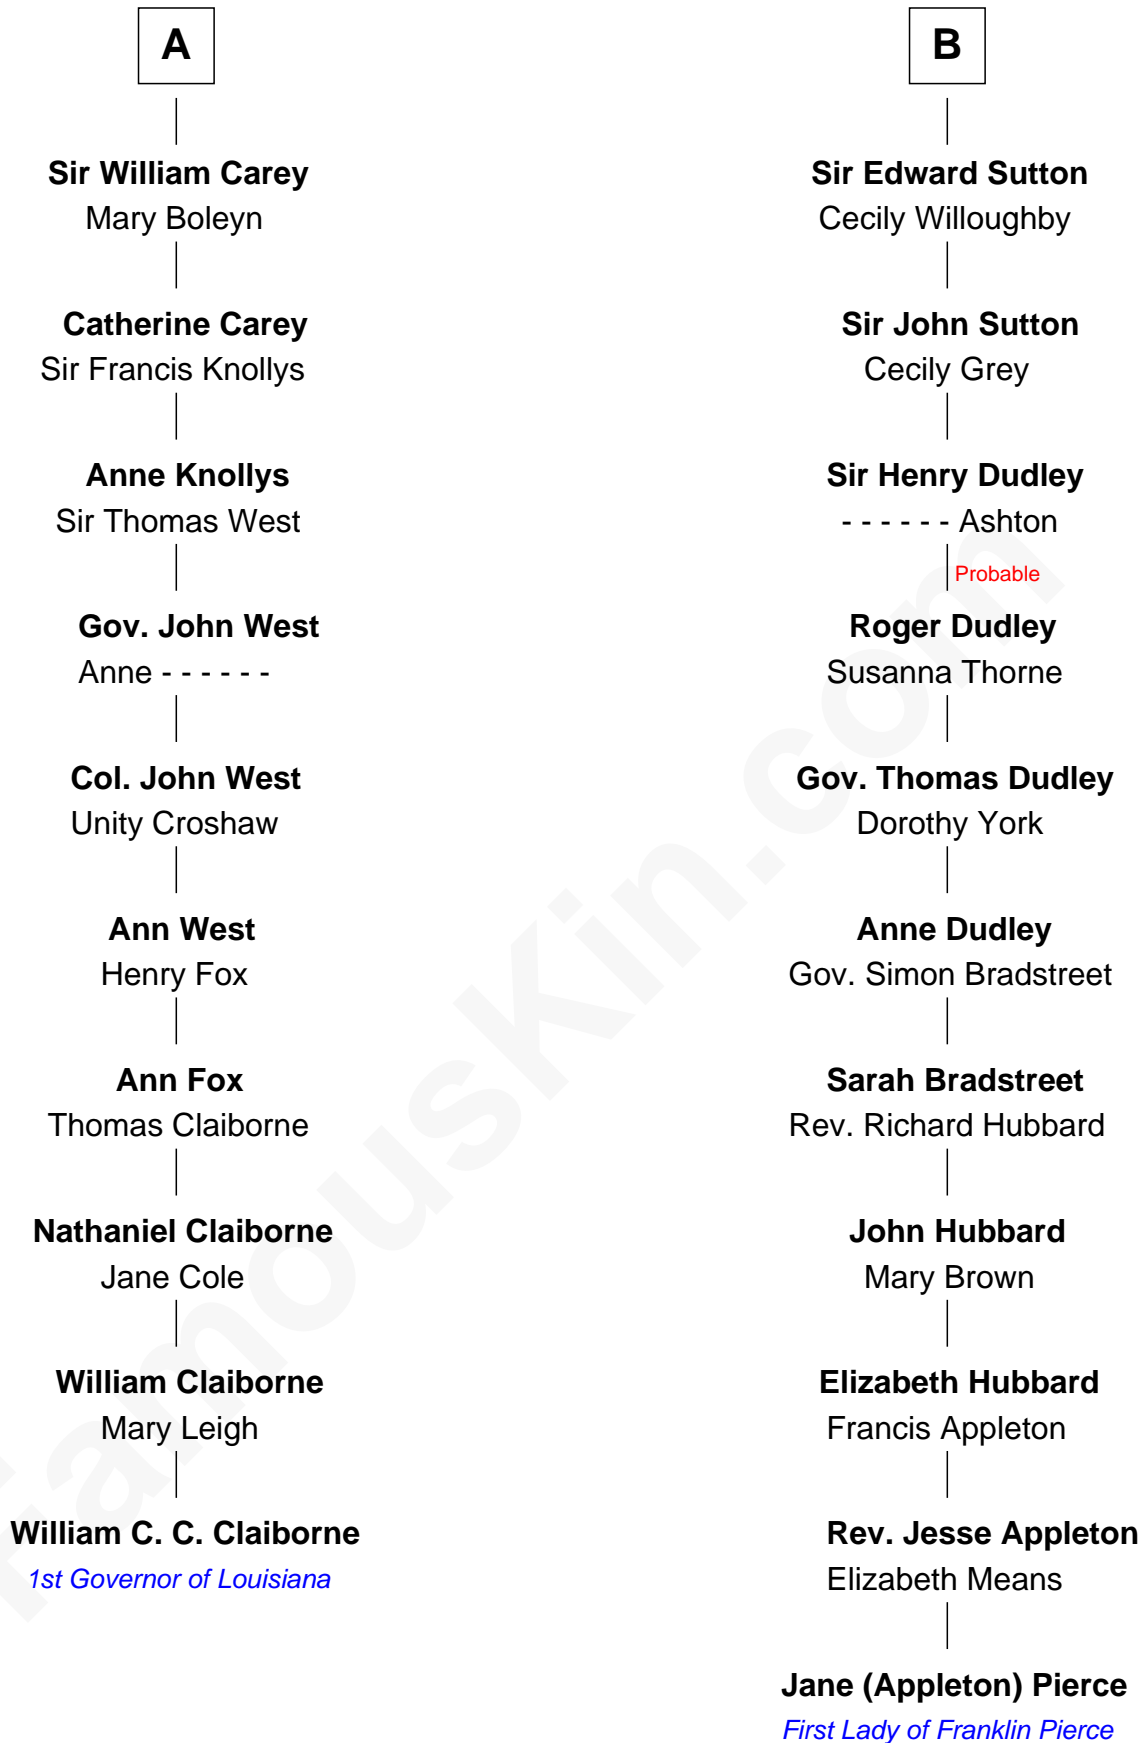 A
Sir William Carey
Mary Boleyn
Catherine Carey
Sir Francis Knollys
Anne Knollys
Sir Thomas West
Gov. John West
Anne - - - - - -
Col. John West
Unity Croshaw
Ann West
Henry Fox
Ann Fox
Thomas Claiborne
Nathaniel Claiborne
Jane Cole
William Claiborne
Mary Leigh
William C. C. Claiborne
1st Governor of Louisiana
B
Sir Edward Sutton
Cecily Willoughby
Sir John Sutton
Cecily Grey
Sir Henry Dudley
- - - - - - Ashton
Probable
Roger Dudley
Susanna Thorne
Gov. Thomas Dudley
Dorothy York
Anne Dudley
Gov. Simon Bradstreet
Sarah Bradstreet
Rev. Richard Hubbard
John Hubbard
Mary Brown
Elizabeth Hubbard
Francis Appleton
Rev. Jesse Appleton
Elizabeth Means
Jane (Appleton) Pierce
First Lady of Franklin Pierce
FamousKin.com